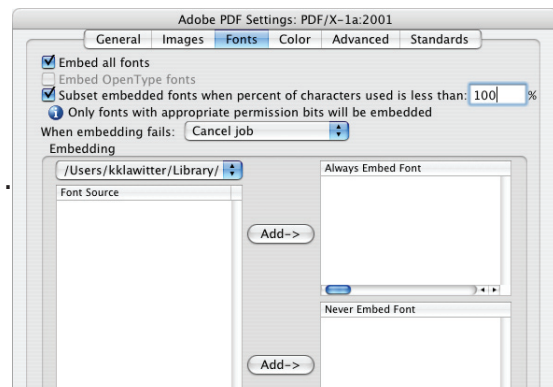 Adobe PDF Settings: PDF/X-1a:2001
General Images Fonts Color Advanced Standards
Embed all fonts
Embed OpenType fonts
Subset embedded fonts when percent of characters used is less than: 100 %
Only fonts with appropriate permission bits will be embedded
When embedding fails: Cancel job
Embedding
/Users/kklawitter/Library/
Always Embed Font
Font Source
Add->
Never Embed Font
Add->